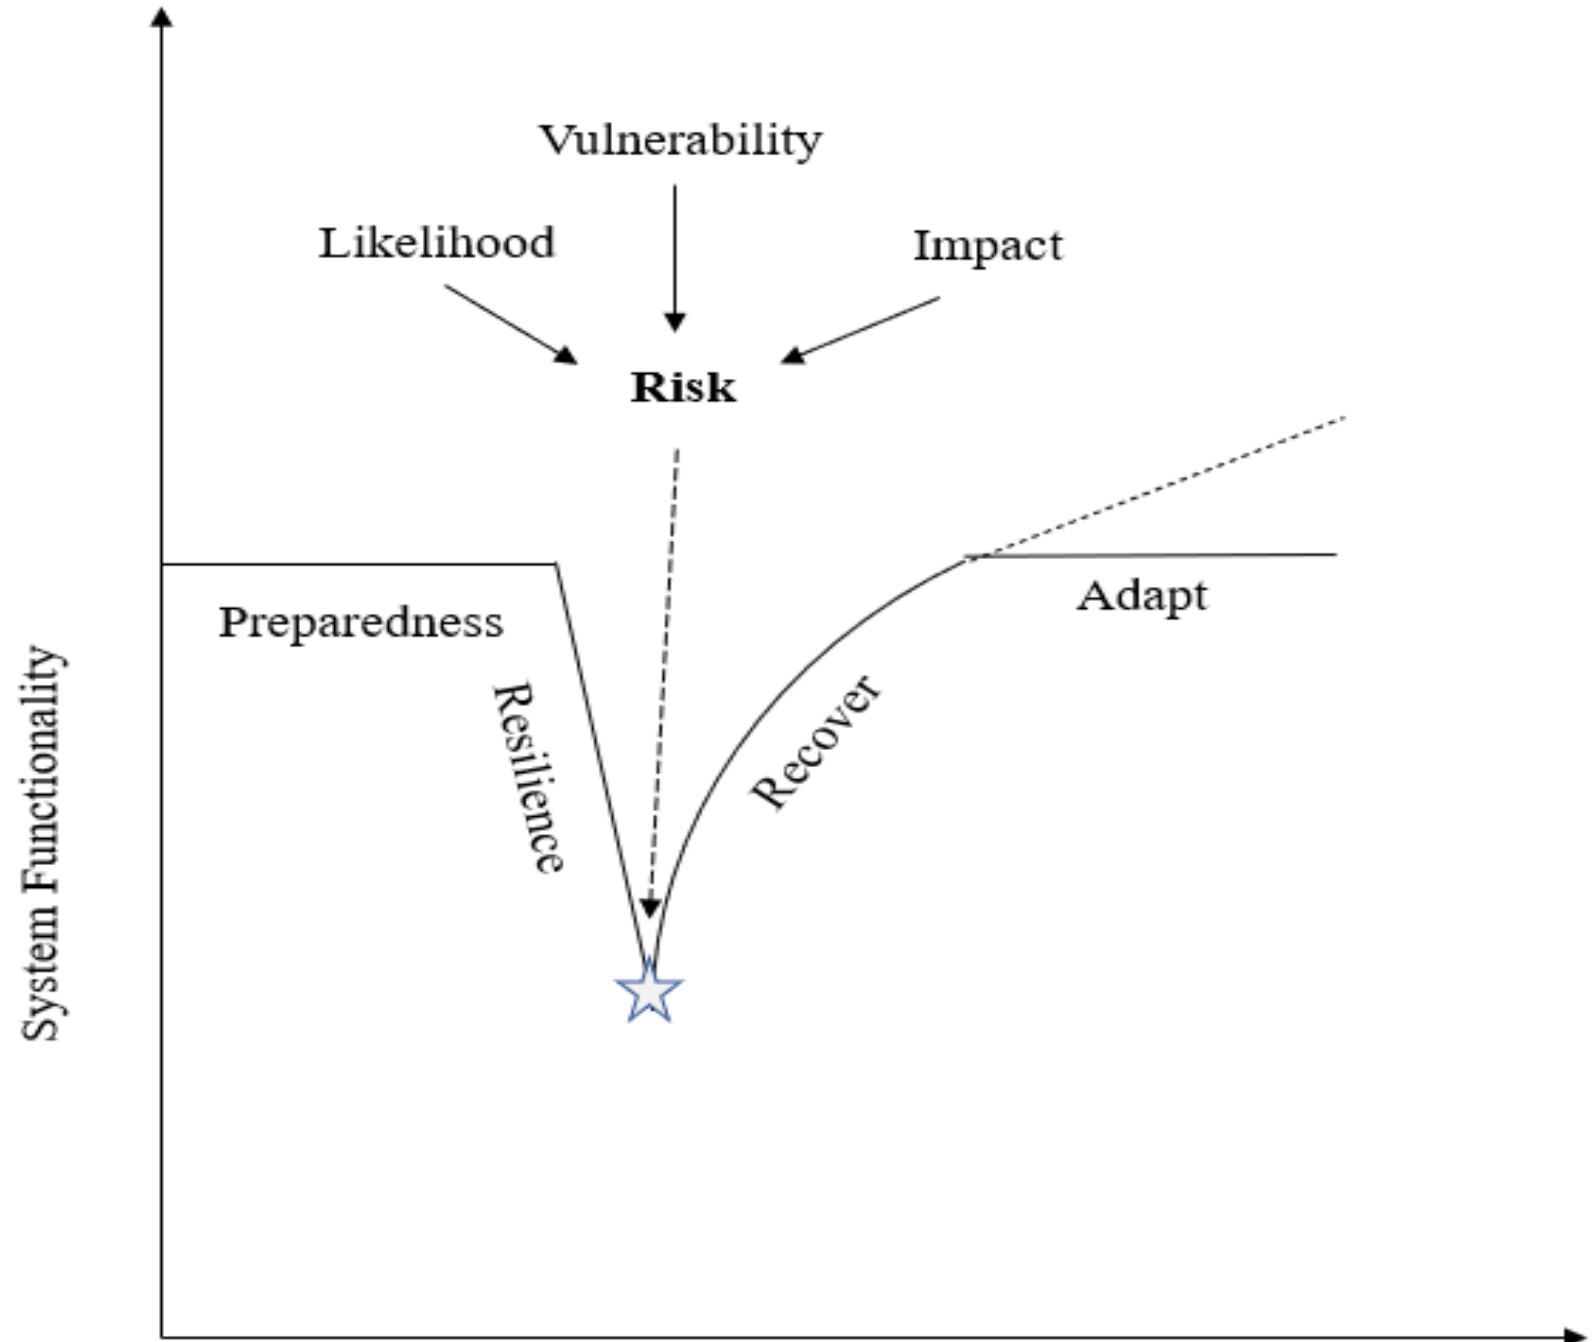 Vulnerability
Likelihood
Impact
Risk
Preparedness
Adapt
Resilience
Recover
System Functionality